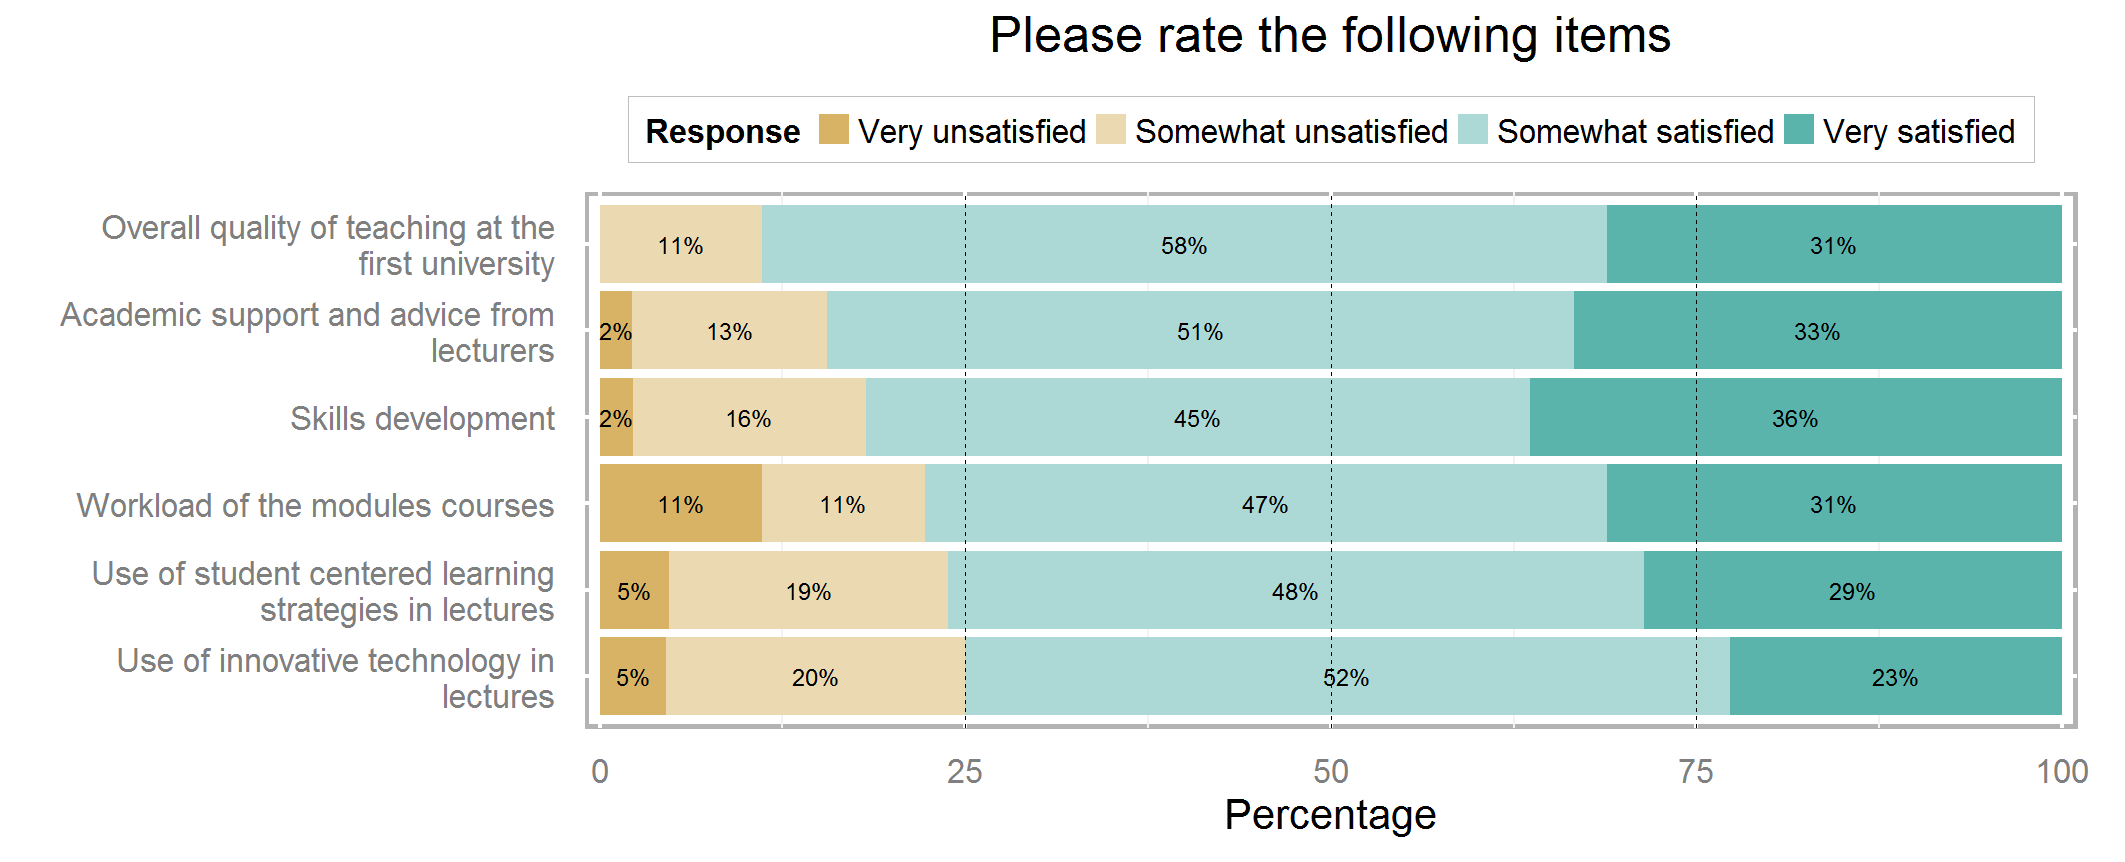 Please rate the following items
Response Very unsatisfied Somewhat unsatisfied Somewhat satisfied Very satisfied
Overall quality of teaching at the
first university
11% 58% 31%
Academic support and advice from
lecturers
2% 13% 51% 33%
Skills development
2% 16% 45% 36%
Workload of the modules courses
11% 11% 47% 31%
Use of student centered learning
strategies in lectures
5% 19% 48% 29%
Use of innovative technology in
lectures
5% 20% 52% 23%
0 25 50 75 100
Percentage